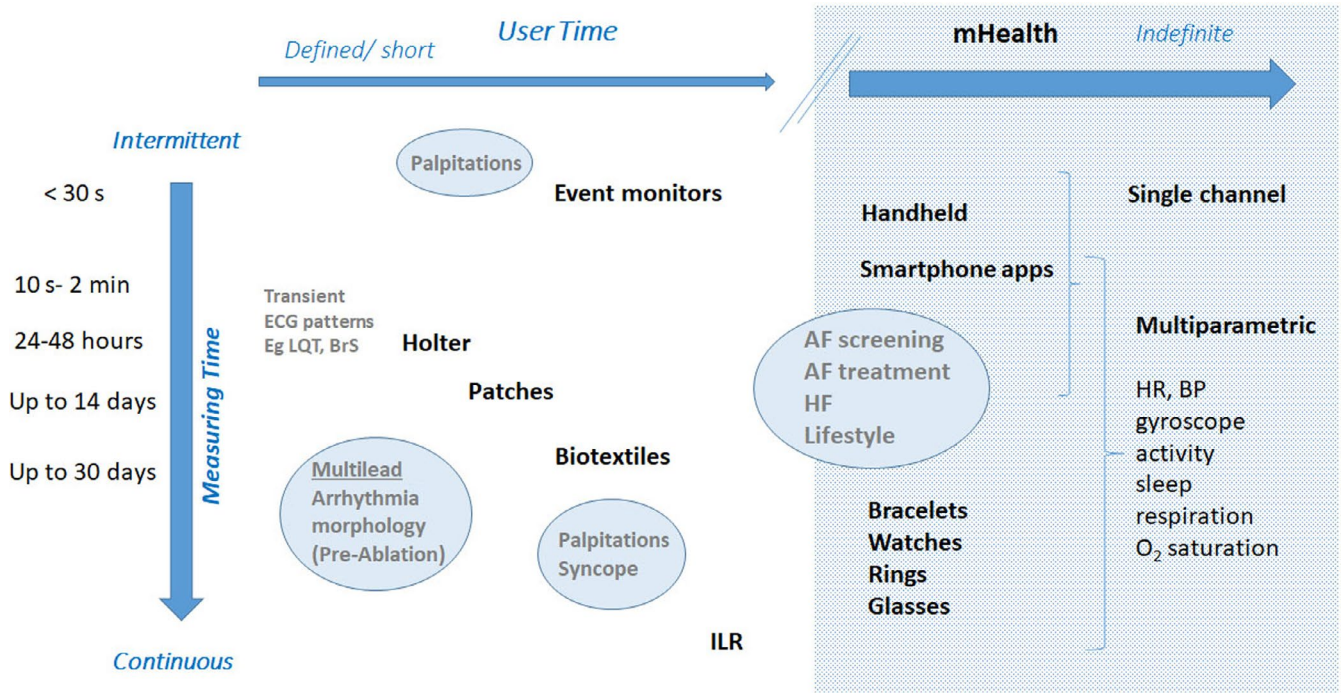 User Time
Defined/ short
mHealth
Indefinite
Intermittent
< 30 s
10 s- 2 min
24-48 hours
Up to 14 days
Up to 30 days
Measuring Time
Continuous
Palpitations
Event monitors
Transient
ECG patterns
Eg LQT, BrS
Holter
Patches
Biotextiles
Multilead
Arrhythmia
morphology
(Pre-Ablation)
Palpitations
Syncope
ILR
Handheld
Smartphone apps
AF screening
AF treatment
HF
Lifestyle
Bracelets
Watches
Rings
Glasses
Single channel
Multiparametric
HR, BP
gyroscope
activity
sleep
respiration
O₂ saturation